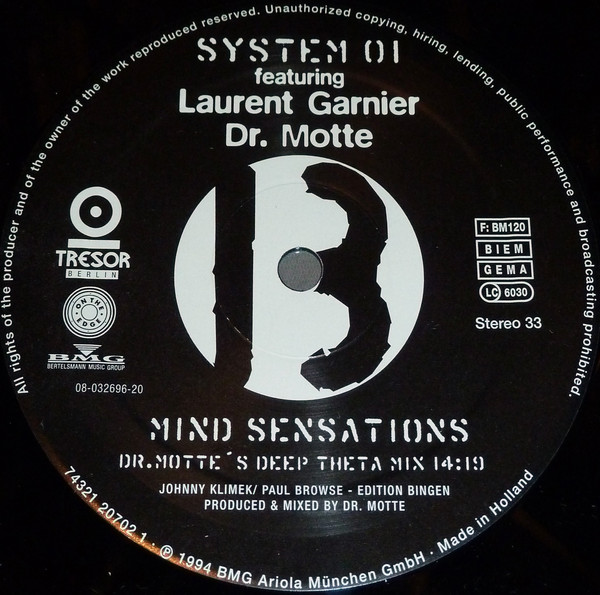 All rights of the producer and of the owner of the work reproduced reserved. Unauthorized copying, hiring, lending, public performance and broadcasting prohibited.
SYSTEM 01
featuring
Laurent Garnier
Dr. Motte
B
TRESOR
BERLIN
ON THE EDGE
BMG
BERTELSMANN MUSIC GROUP
08-032696-20
F: BM120
BIEM
GEMA
LC 6030
Stereo 33
MIND SENSATIONS
DR.MOTTE´S DEEP THETA MIX 14:19
JOHNNY KLIMEK/ PAUL BROWSE - EDITION BINGEN
PRODUCED & MIXED BY DR. MOTTE
74321 20702 1 · ℗ 1994 BMG Ariola München GmbH · Made in Holland